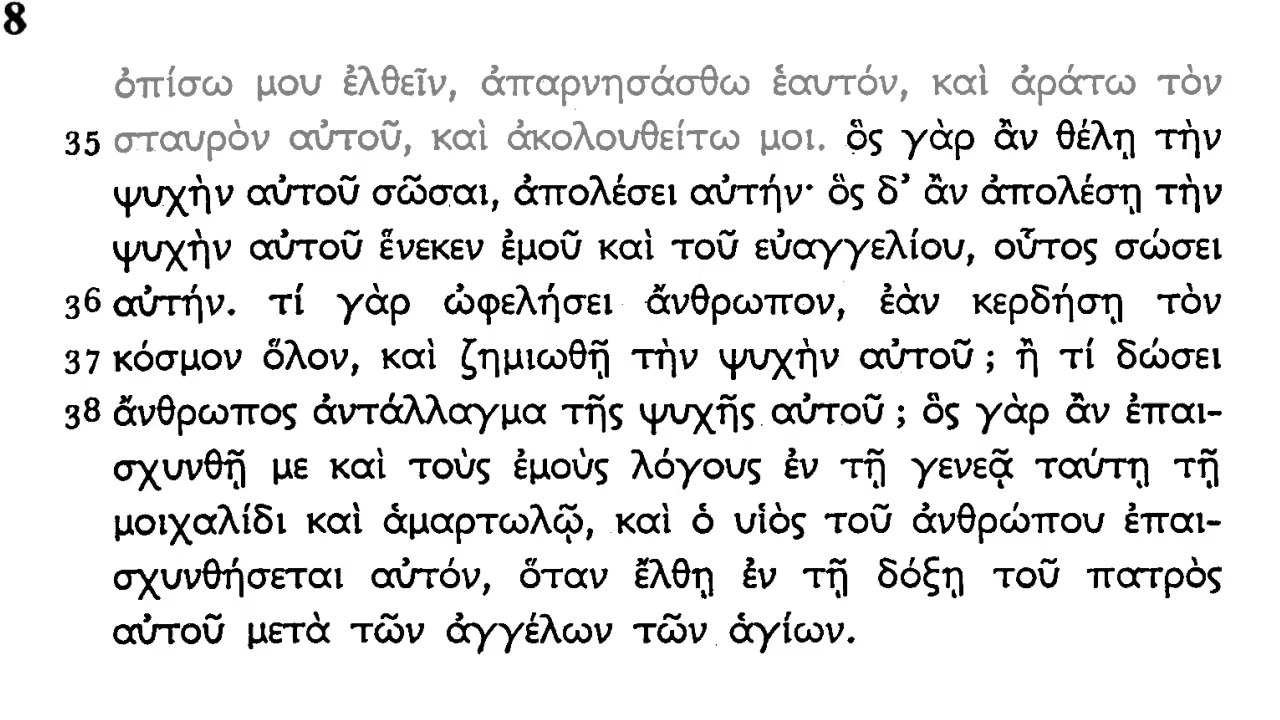 8
ὀπίσω μου ἐλθεῖν, ἀπαρνησάσθω ἑαυτόν, καὶ ἀράτω τὸν
35 σταυρὸν αὐτοῦ, καὶ ἀκολουθείτω μοι. ὃς γὰρ ἂν θέλῃ τὴν
ψυχὴν αὐτοῦ σῶσαι, ἀπολέσει αὐτήν· ὃς δ’ ἂν ἀπολέσῃ τὴν
ψυχὴν αὐτοῦ ἕνεκεν ἐμοῦ καὶ τοῦ εὐαγγελίου, οὗτος σώσει
36 αὐτήν. τί γὰρ ὠφελήσει ἄνθρωπον, ἐὰν κερδήσῃ τὸν
37 κόσμον ὅλον, καὶ ζημιωθῇ τὴν ψυχὴν αὐτοῦ ; ἢ τί δώσει
38 ἄνθρωπος ἀντάλλαγμα τῆς ψυχῆς αὐτοῦ ; ὃς γὰρ ἂν ἐπαι-
σχυνθῇ με καὶ τοὺς ἐμοὺς λόγους ἐν τῇ γενεᾷ ταύτῃ τῇ
μοιχαλίδι καὶ ἁμαρτωλῷ, καὶ ὁ υἱὸς τοῦ ἀνθρώπου ἐπαι-
σχυνθήσεται αὐτόν, ὅταν ἔλθῃ ἐν τῇ δόξῃ τοῦ πατρὸς
αὐτοῦ μετὰ τῶν ἀγγέλων τῶν ἁγίων.